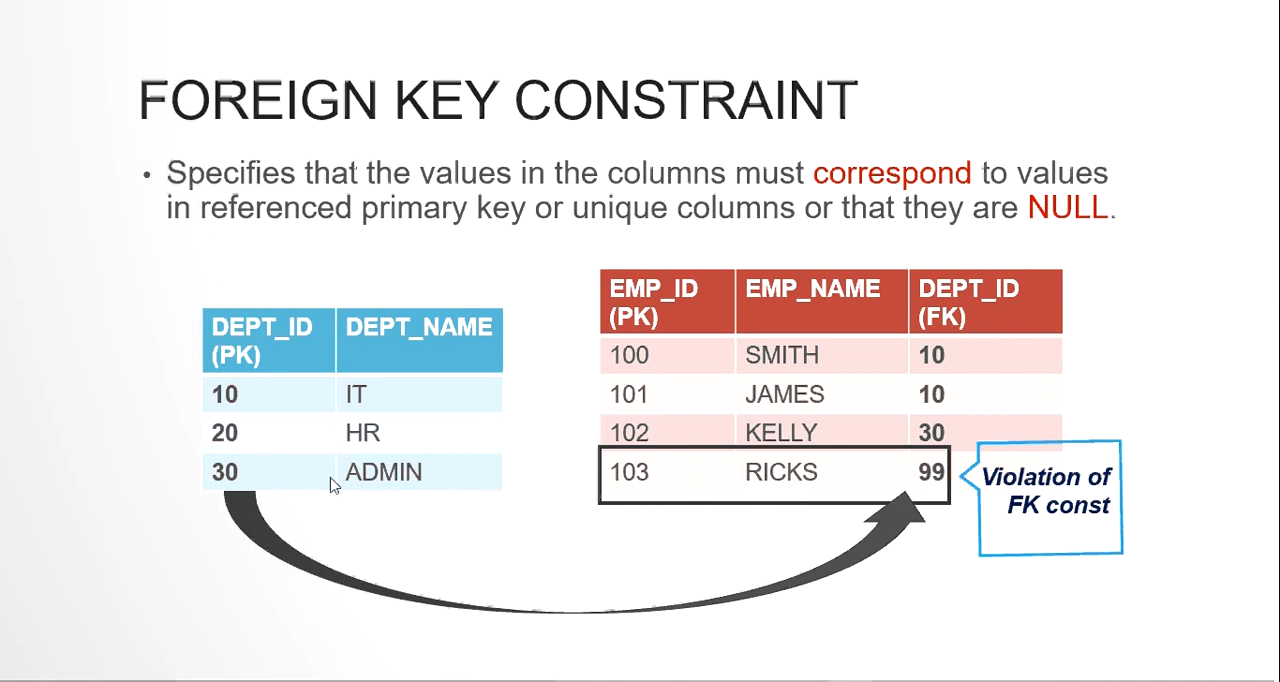 FOREIGN KEY CONSTRAINT
• Specifies that the values in the columns must correspond to values
in referenced primary key or unique columns or that they are NULL.
DEPT_ID (PK) DEPT_NAME
10 IT
20 HR
30 ADMIN
EMP_ID (PK) EMP_NAME DEPT_ID (FK)
100 SMITH 10
101 JAMES 10
102 KELLY 30
103 RICKS 99
Violation of
FK const